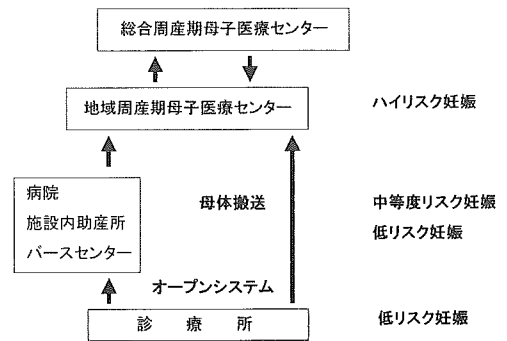 総合周産期母子医療センター
地域周産期母子医療センター
ハイリスク妊娠
病院
施設内助産所
バースセンター
母体搬送
中等度リスク妊娠
低リスク妊娠
オープンシステム
診 療 所
低リスク妊娠